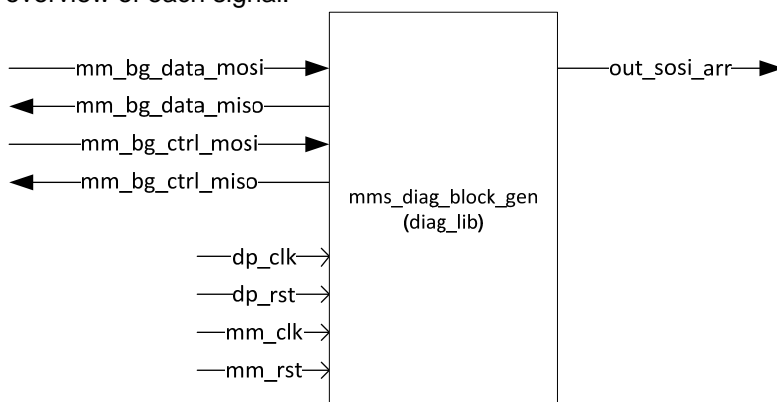 overview of each signal.
mm_bg_data_mosi
out_sosi_arr
mm_bg_data_miso
mm_bg_ctrl_mosi
mm_bg_ctrl_miso
mms_diag_block_gen
(diag_lib)
dp_clk
dp_rst
mm_clk
mm_rst